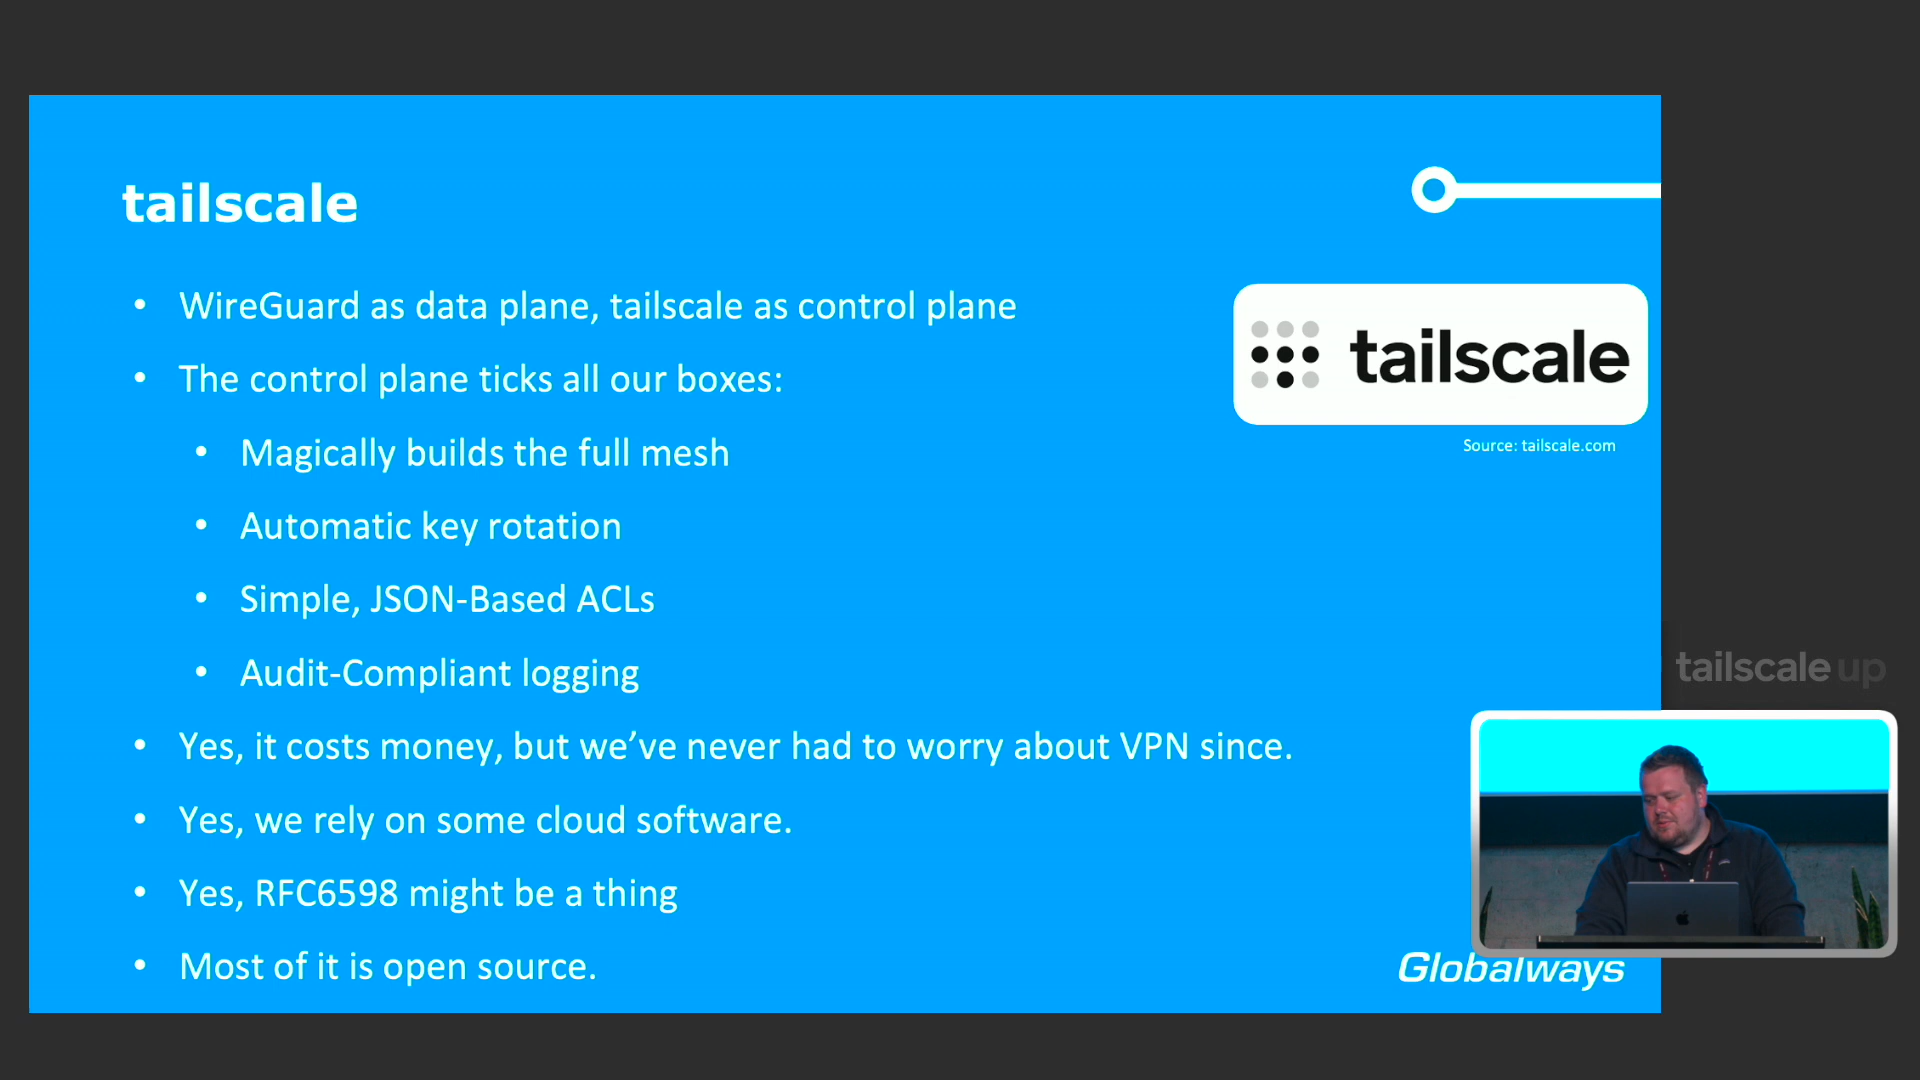 tailscale
• WireGuard as data plane, tailscale as control plane
• The control plane ticks all our boxes:
• Magically builds the full mesh
• Automatic key rotation
• Simple, JSON-Based ACLs
• Audit-Compliant logging
• Yes, it costs money, but we’ve never had to worry about VPN since.
• Yes, we rely on some cloud software.
• Yes, RFC6598 might be a thing
• Most of it is open source.
tailscale
Source: tailscale.com
tailscale up
Globalways